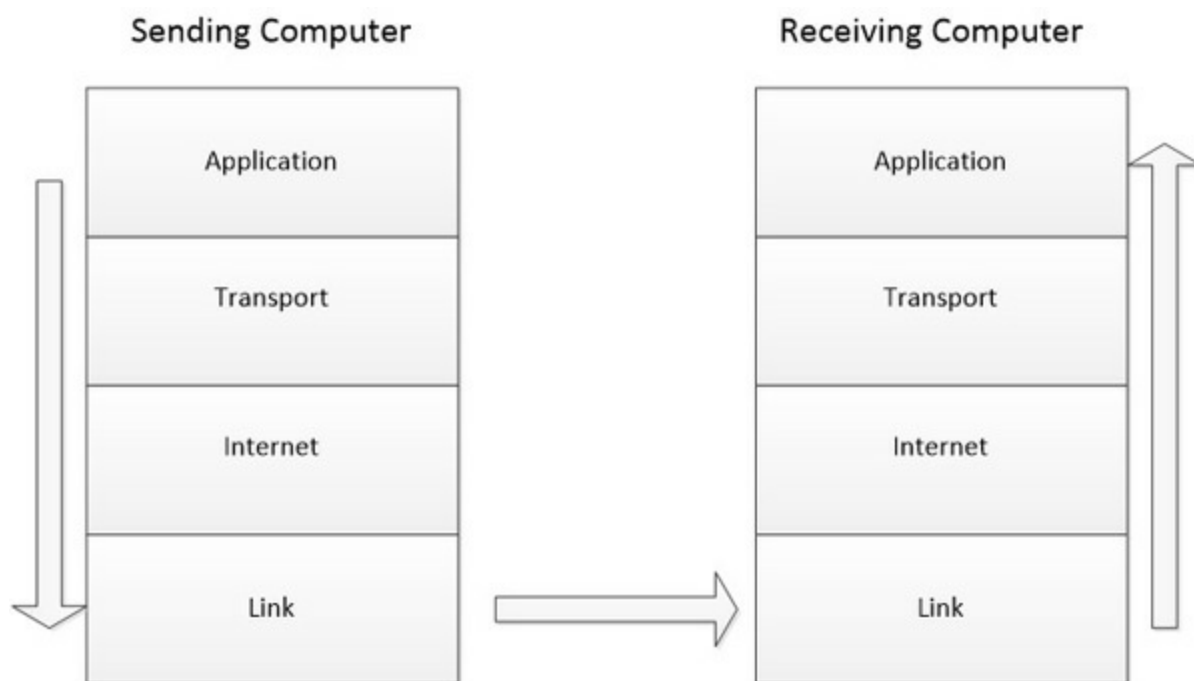 Sending Computer
Application
Transport
Internet
Link
Receiving Computer
Application
Transport
Internet
Link